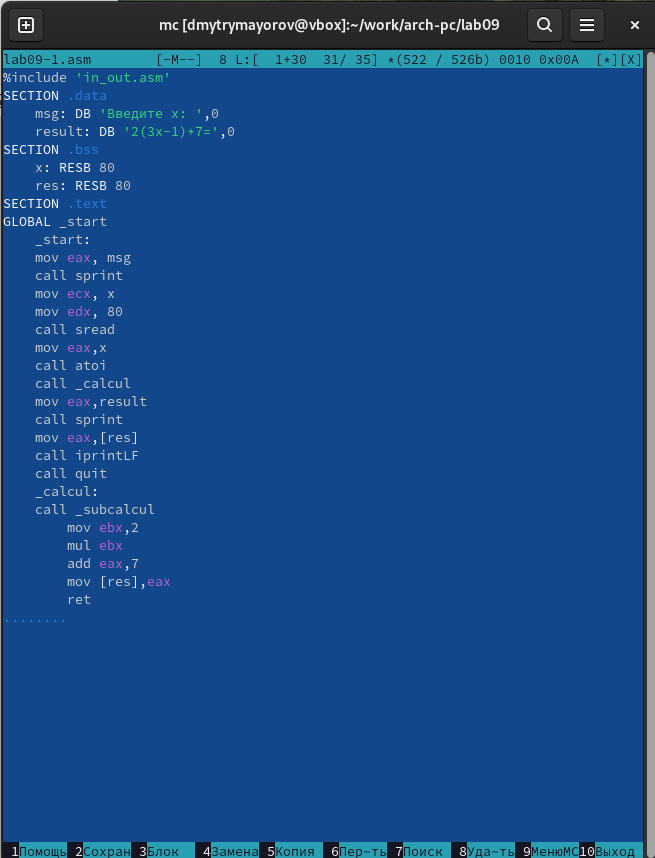 mc [dmytrymayorov@vbox]:~/work/arch-pc/lab09
lab09-1.asm [-M--] 8 L:[ 1+30 31/ 35] *(522 / 526b) 0010 0x00A [*][X]
%include 'in_out.asm'
SECTION .data
msg: DB 'Введите x: ',0
result: DB '2(3x-1)+7=',0
SECTION .bss
x: RESB 80
res: RESB 80
SECTION .text
GLOBAL _start
_start:
mov eax, msg
call sprint
mov ecx, x
mov edx, 80
call sread
mov eax,x
call atoi
call _calcul
mov eax,result
call sprint
mov eax,[res]
call iprintLF
call quit
_calcul:
call _subcalcul
mov ebx,2
mul ebx
add eax,7
mov [res],eax
ret
........
1Помощь 2Сохран 3Блок 4Замена 5Копия 6Пер~ть 7Поиск 8Уда~ть 9МенюMC 10Выход